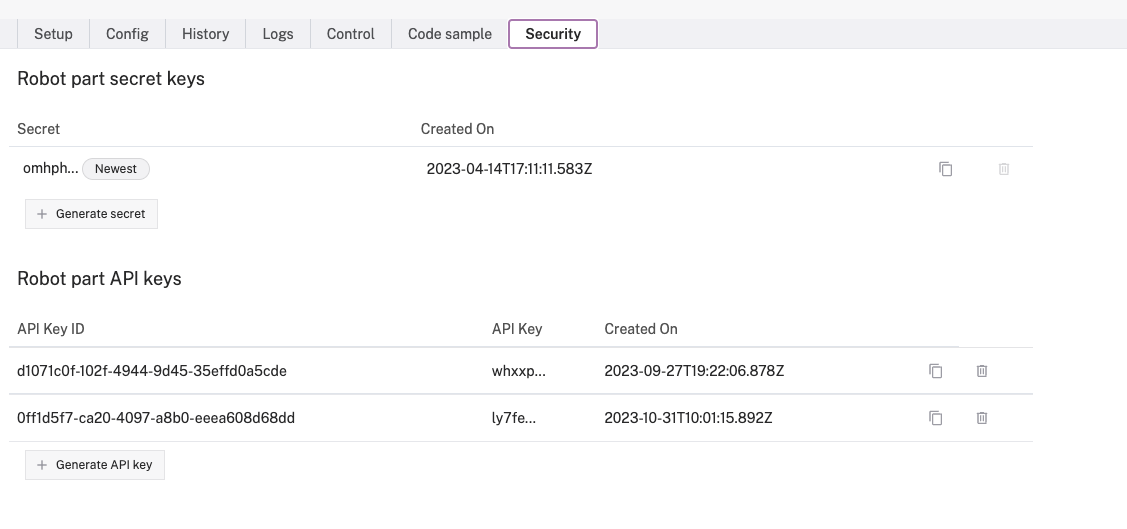 Setup Config History Logs Control Code sample Security
Robot part secret keys
Secret Created On
omhph... Newest 2023-04-14T17:11:11.583Z
Generate secret
Robot part API keys
API Key ID API Key Created On
d1071c0f-102f-4944-9d45-35effd0a5cde whxxp... 2023-09-27T19:22:06.878Z
0ff1d5f7-ca20-4097-a8b0-eeea608d68dd ly7fe... 2023-10-31T10:01:15.892Z
Generate API key